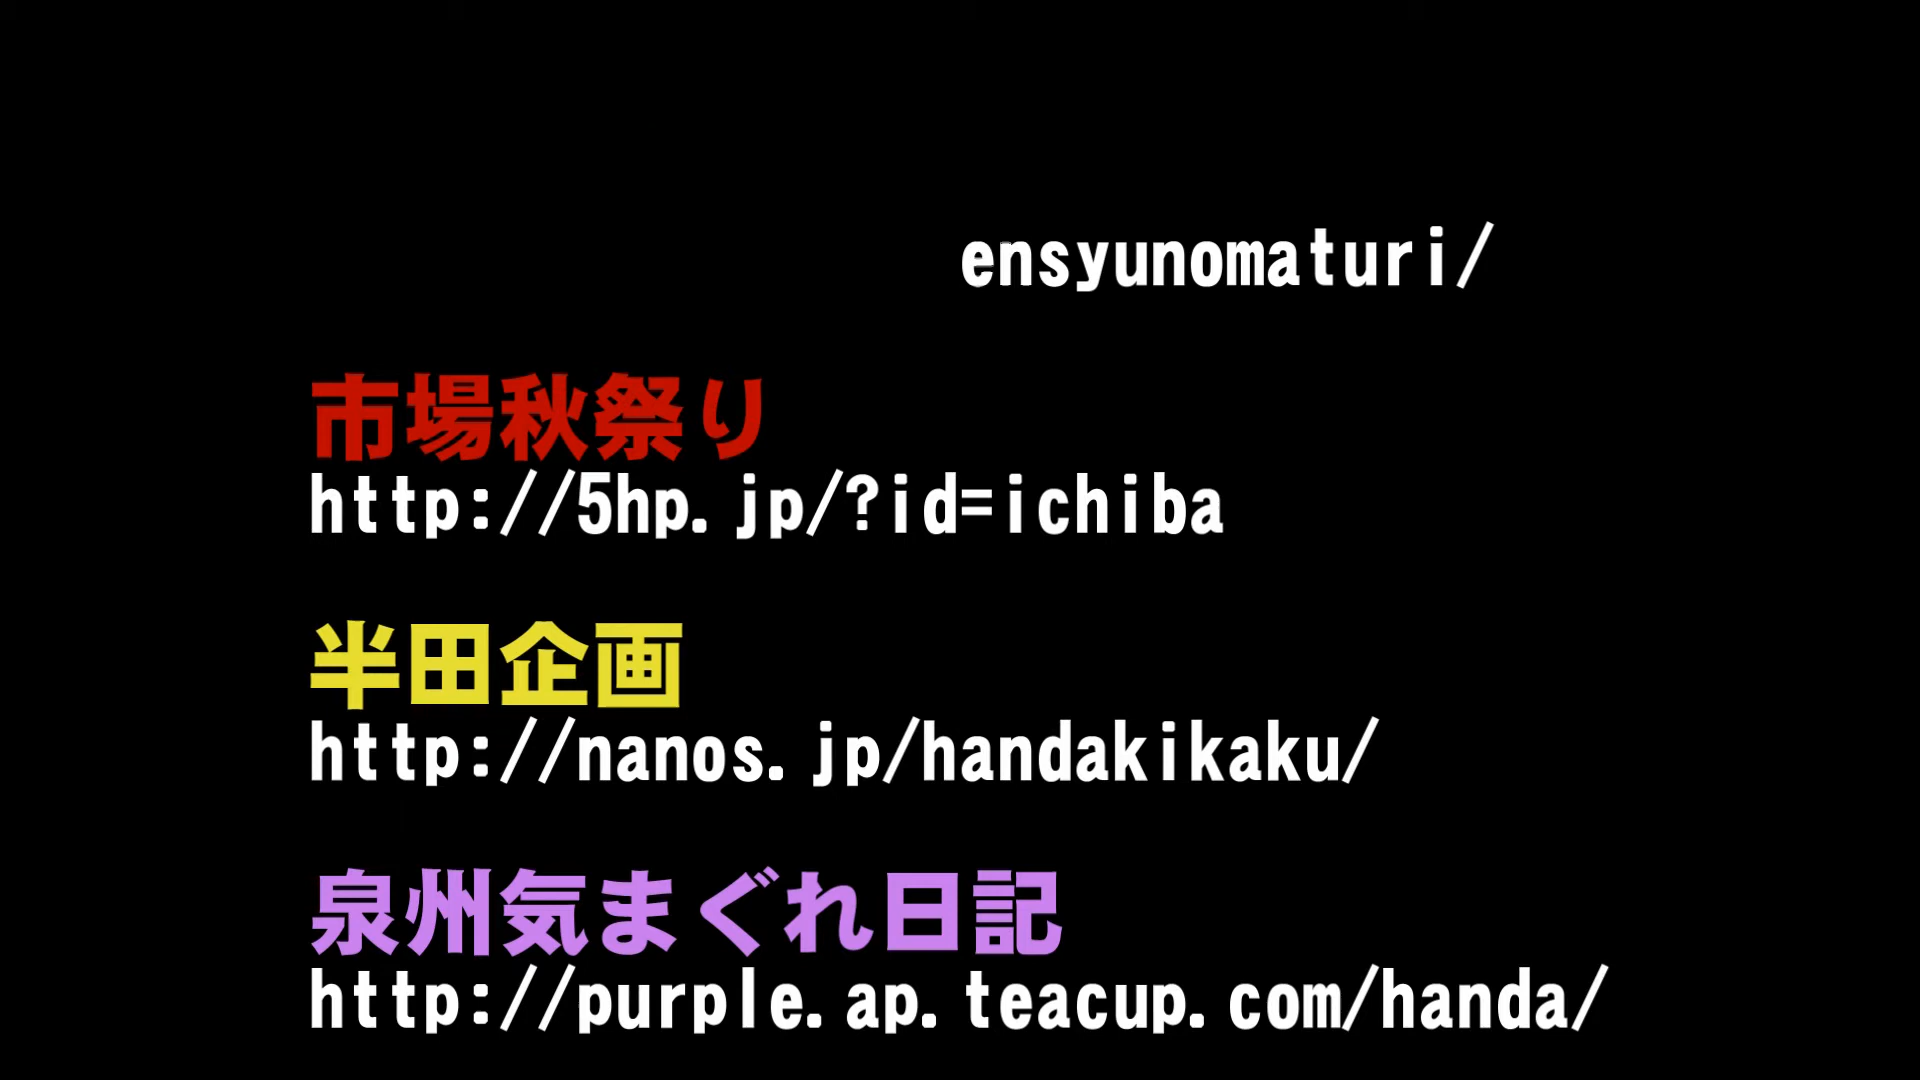 ensyunomaturi/
市場秋祭り
http://5hp.jp/?id=ichiba
半田企画
http://nanos.jp/handakikaku/
泉州気まぐれ日記
http://purple.ap.teacup.com/handa/